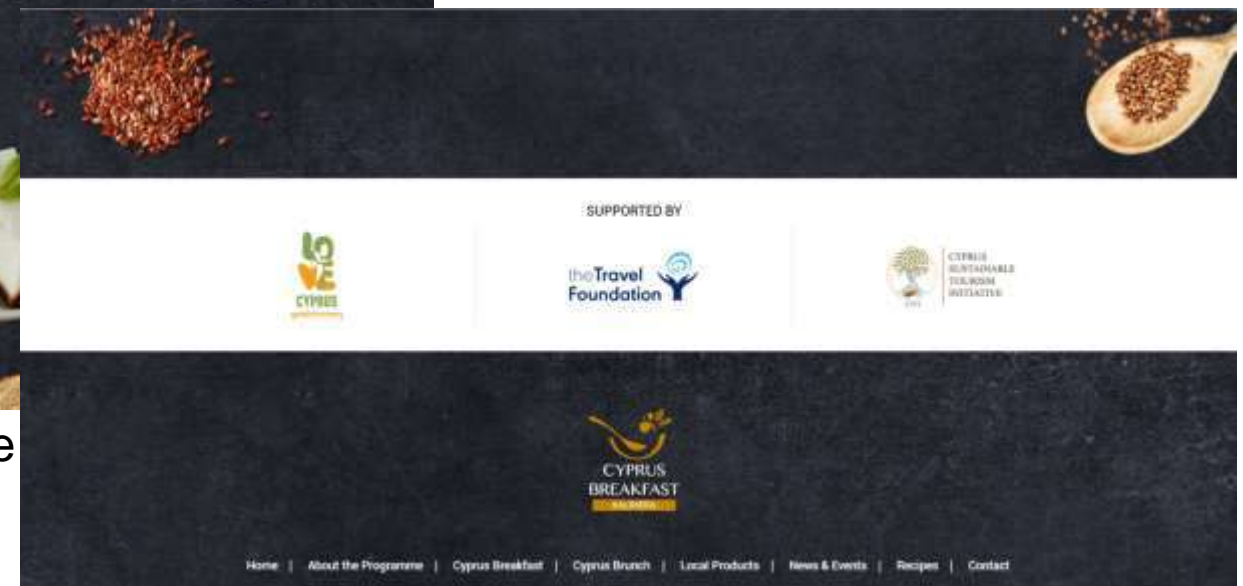 SUPPORTED BY
LOVE
CYPRUS
theTravel
Foundation
CYPRUS
SUSTAINABLE
TOURISM
INITIATIVE
e
CYPRUS
BREAKFAST
Home | About the Programme | Cyprus Breakfast | Cyprus Brunch | Local Products | News & Events | Recipes | Contact